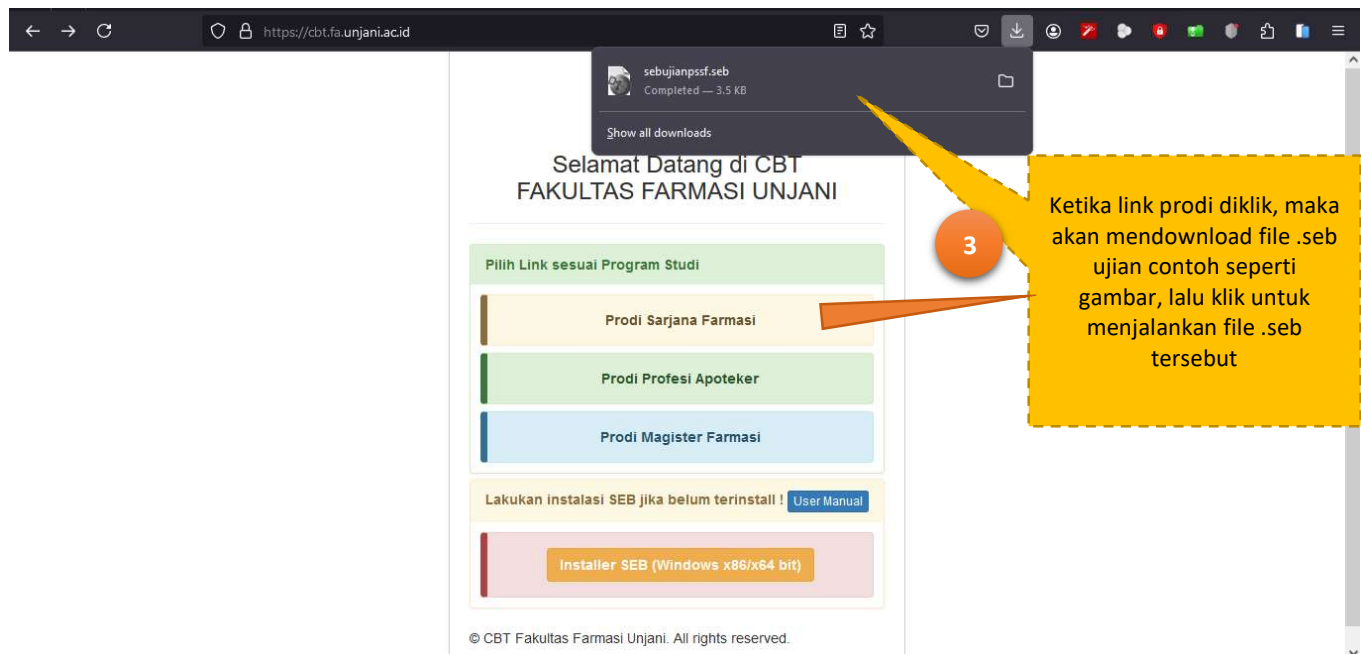 https://cbt.fa.unjani.ac.id
sebujianpssf.seb
Completed — 3.5 KB
Show all downloads
Selamat Datang di CBT
FAKULTAS FARMASI UNJANI
3
Ketika link prodi diklik, maka
akan mendownload file .seb
ujian contoh seperti
gambar, lalu klik untuk
menjalankan file .seb
tersebut
Pilih Link sesuai Program Studi
Prodi Sarjana Farmasi
Prodi Profesi Apoteker
Prodi Magister Farmasi
Lakukan instalasi SEB jika belum terinstall ! User Manual
Installer SEB (Windows x86/x64 bit)
© CBT Fakultas Farmasi Unjani. All rights reserved.